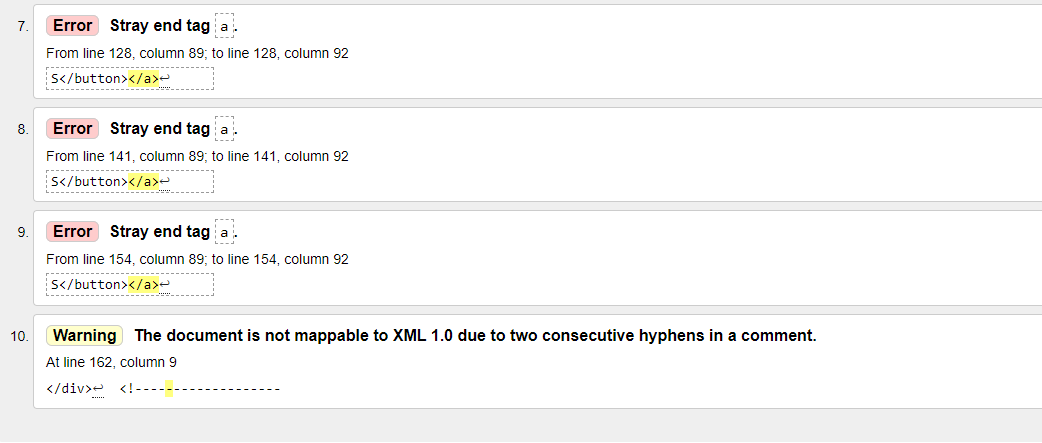 7. Error Stray end tag a.
From line 128, column 89; to line 128, column 92
S</button></a>↩
8. Error Stray end tag a.
From line 141, column 89; to line 141, column 92
S</button></a>↩
9. Error Stray end tag a.
From line 154, column 89; to line 154, column 92
S</button></a>↩
10. Warning The document is not mappable to XML 1.0 due to two consecutive hyphens in a comment.
At line 162, column 9
</div>↩ <!-------------------